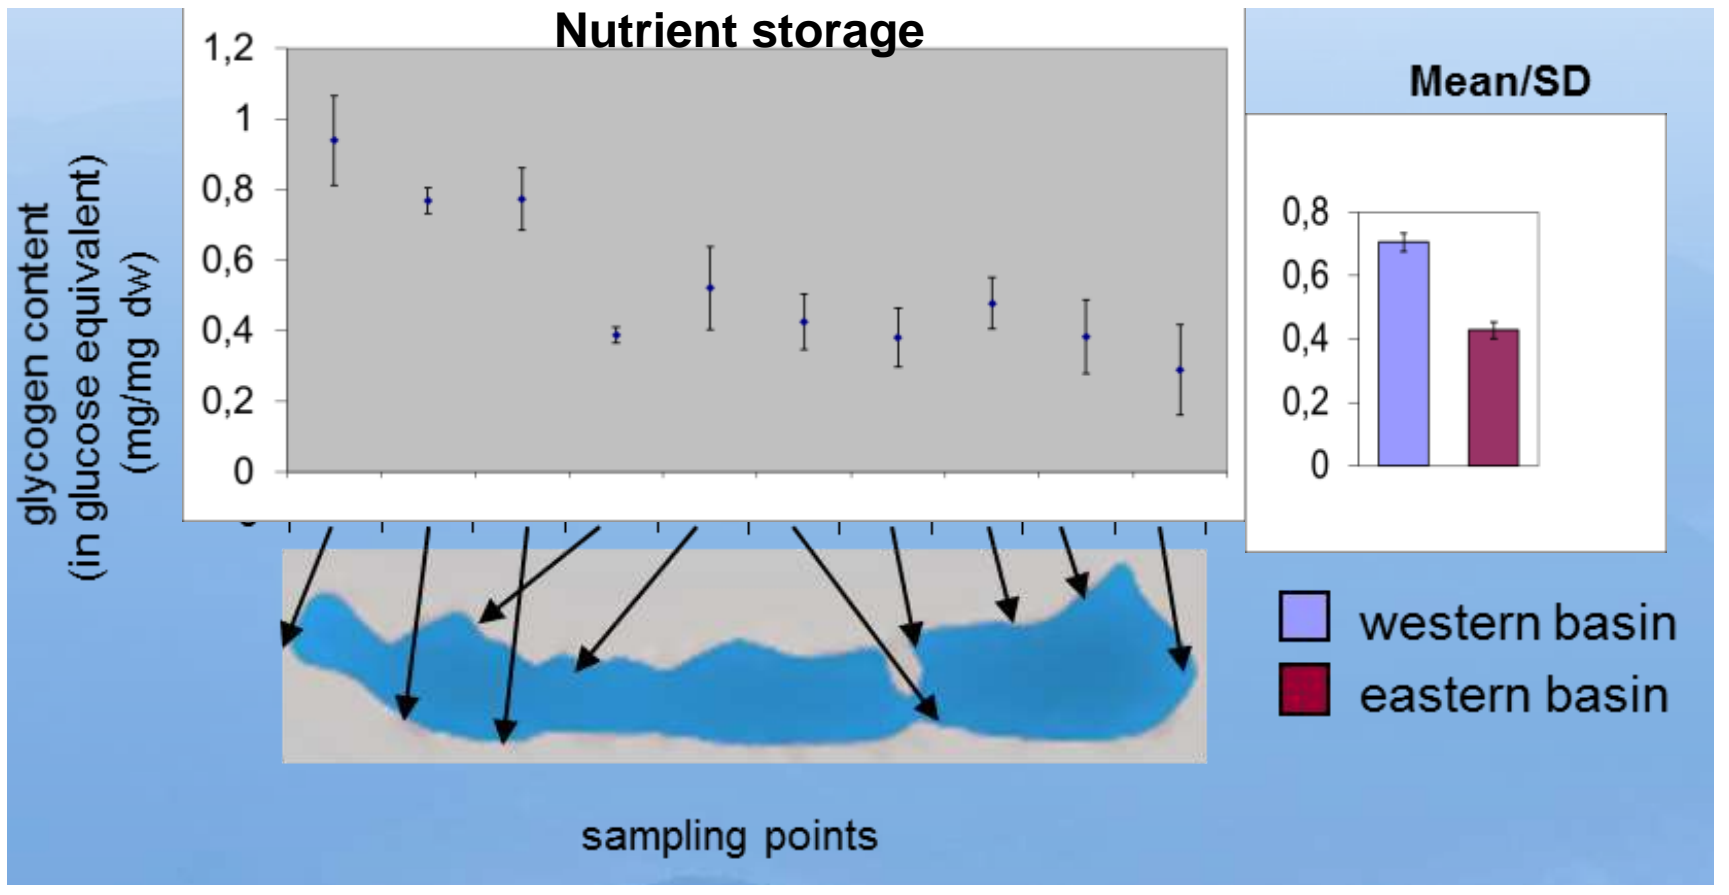 Nutrient storage
glycogen content
(in glucose equivalent)
(mg/mg dw)
1,2
1
0,8
0,6
0,4
0,2
0
Mean/SD
0,8
0,6
0,4
0,2
0
western basin
eastern basin
sampling points